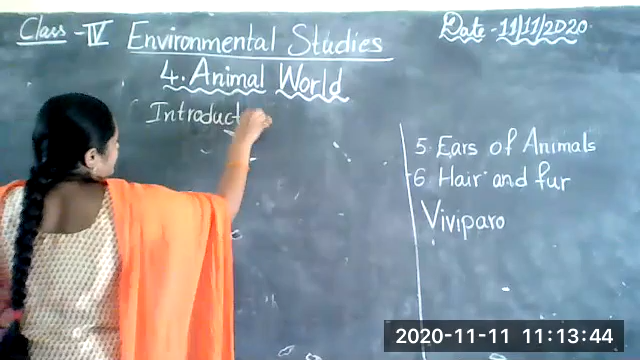 Class - IV Environmental Studies Date - 11/11/2020
4. Animal World
Introduct
5. Ears of Animals
6. Hair and fur
Viviparo
2020-11-11 11:13:44